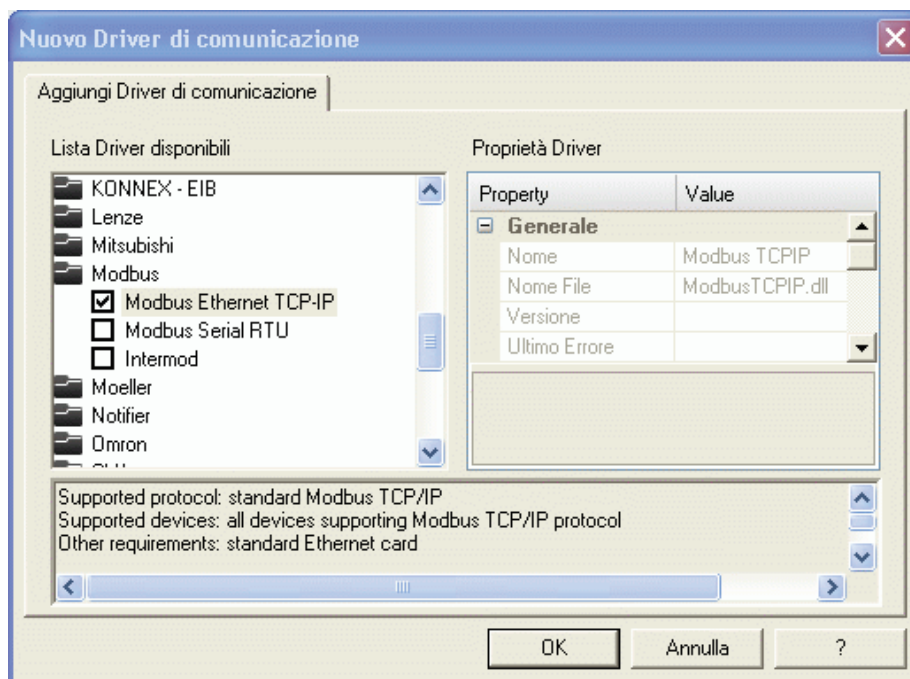 Nuovo Driver di comunicazione
Aggiungi Driver di comunicazione
Lista Driver disponibili
KONNEX - EIB
Lenze
Mitsubishi
Modbus
Modbus Ethernet TCP-IP
Modbus Serial RTU
Intermod
Moeller
Notifier
Omron
Proprietà Driver
Property Value
Generale
Nome Modbus TCPIP
Nome File ModbusTCPIP.dll
Versione
Ultimo Errore
Supported protocol: standard Modbus TCP/IP
Supported devices: all devices supporting Modbus TCP/IP protocol
Other requirements: standard Ethernet card
OK Annulla ?